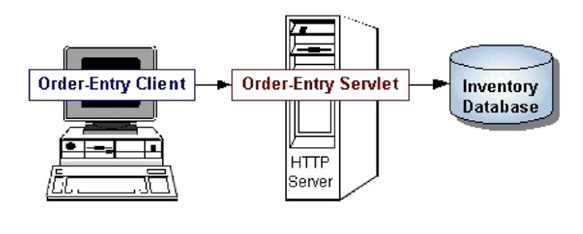 Order-Entry Client
Order-Entry Servlet
Inventory
Database
HTTP
Server